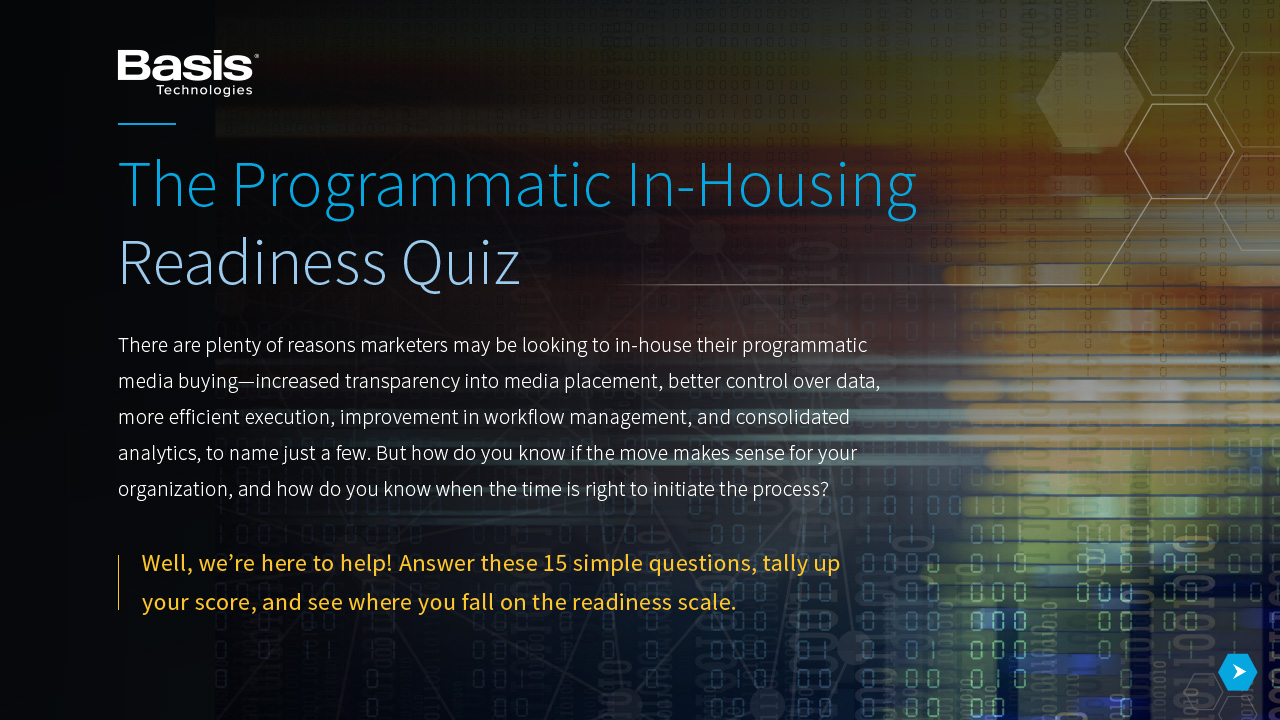 Basis®
Technologies
The Programmatic In-Housing
Readiness Quiz
There are plenty of reasons marketers may be looking to in-house their programmatic
media buying—increased transparency into media placement, better control over data,
more efficient execution, improvement in workflow management, and consolidated
analytics, to name just a few. But how do you know if the move makes sense for your
organization, and how do you know when the time is right to initiate the process?
Well, we’re here to help! Answer these 15 simple questions, tally up
your score, and see where you fall on the readiness scale.